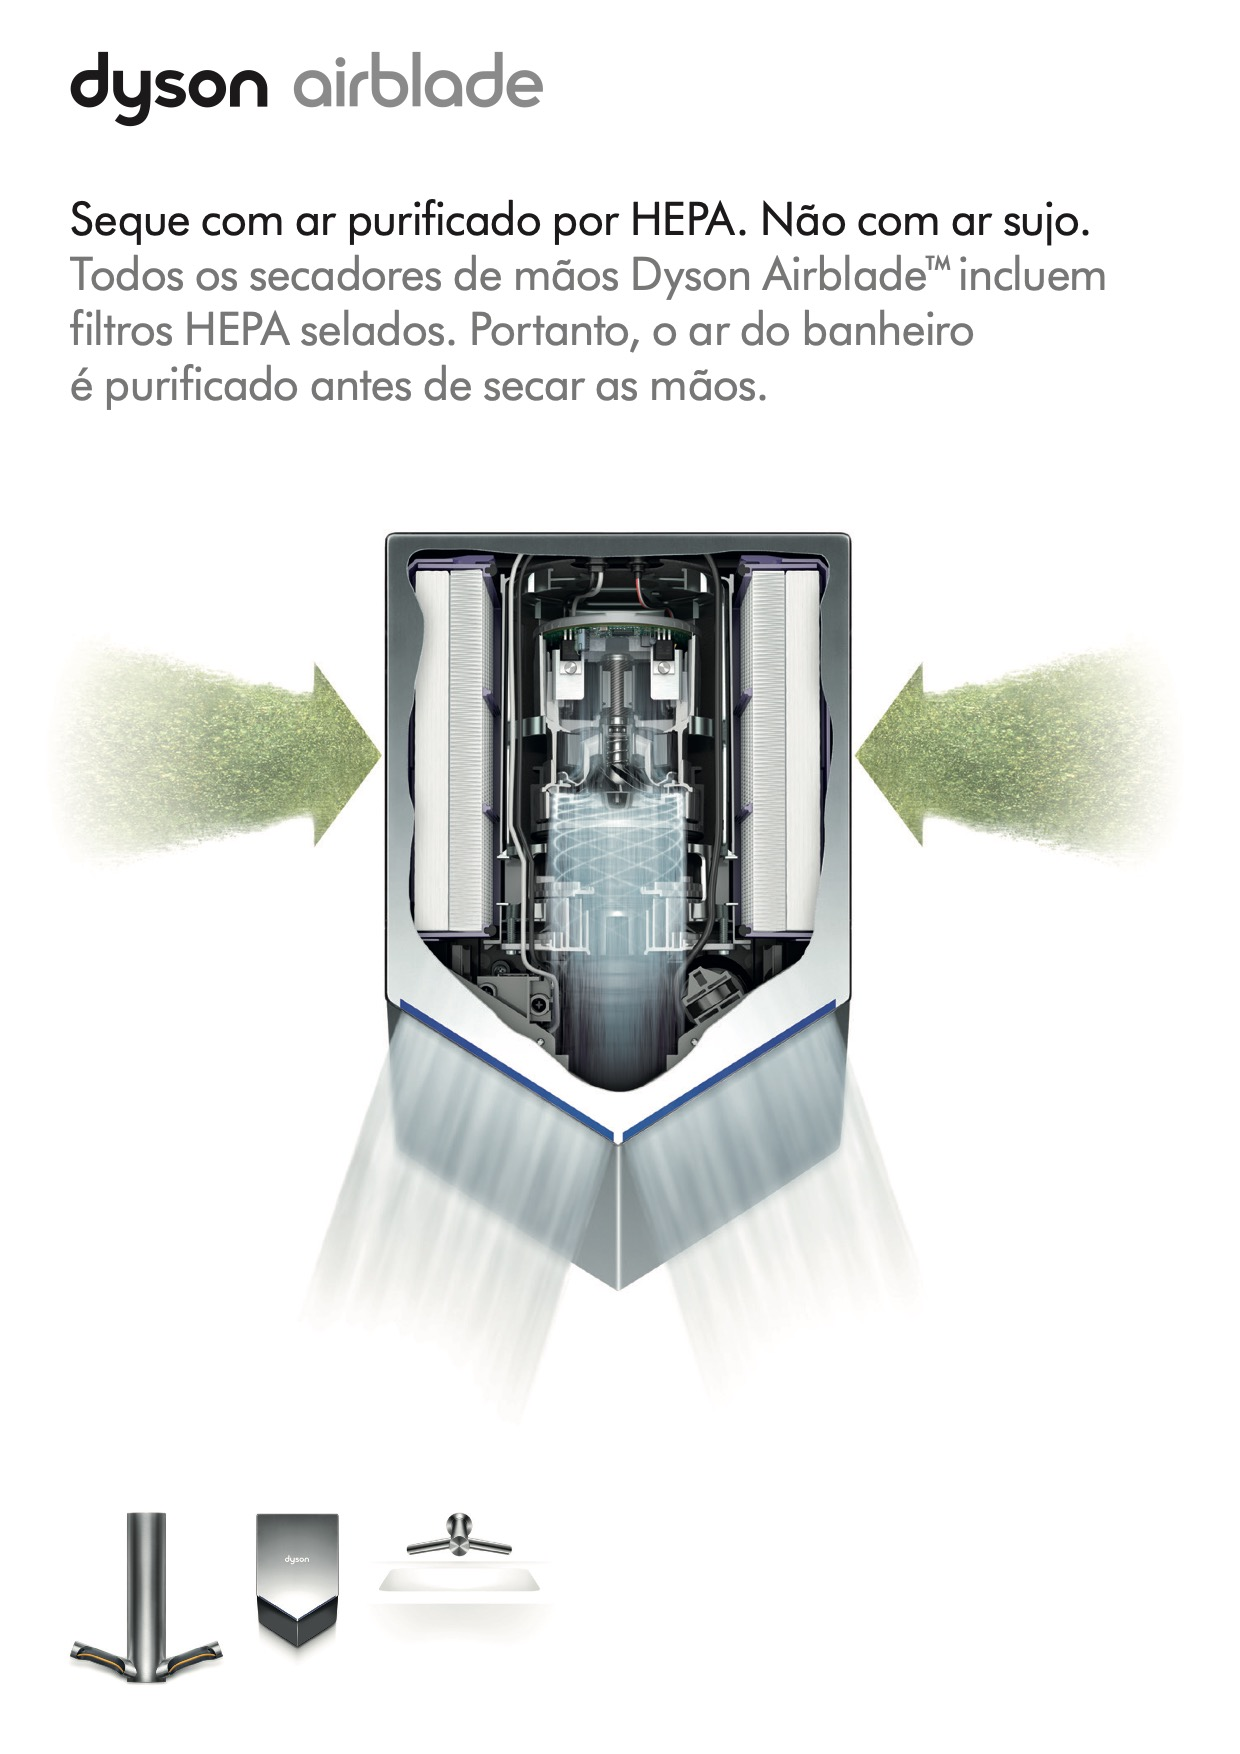 dyson airblade
Seque com ar purificado por HEPA. Não com ar sujo.
Todos os secadores de mãos Dyson Airblade™ incluem
filtros HEPA selados. Portanto, o ar do banheiro
é purificado antes de secar as mãos.
dyson